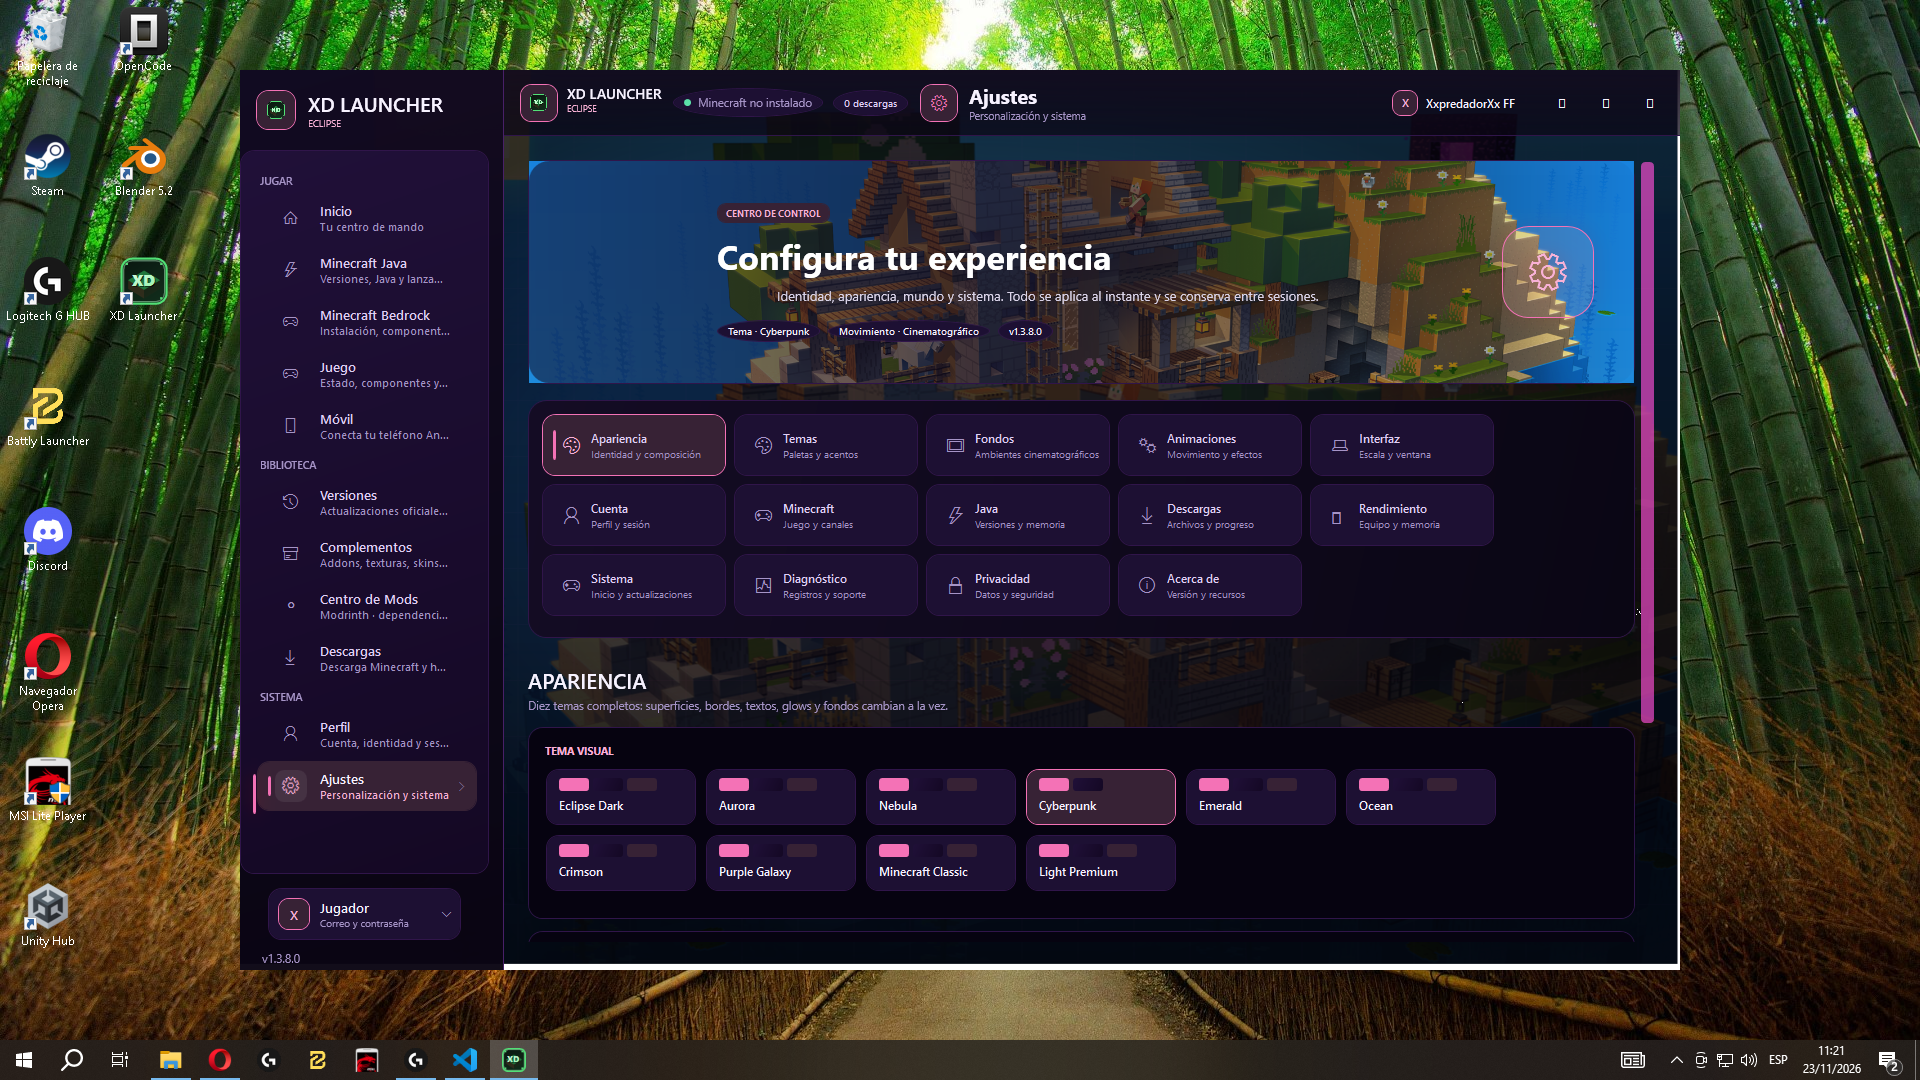 Papelera de
reciclaje
OpenCode
Steam
Blender 5.2
Logitech G HUB
XD
XD Launcher
Battly Launcher
Discord
Navegador
Opera
MSI Lite Player
Unity Hub
XD
XD LAUNCHER
ECLIPSE
JUGAR
Inicio
Tu centro de mando
Minecraft Java
Versiones, Java y lanza...
Minecraft Bedrock
Instalación, component...
Juego
Estado, componentes y...
Móvil
Conecta tu teléfono An...
BIBLIOTECA
Versiones
Actualizaciones oficiale...
Complementos
Addons, texturas, skins...
Centro de Mods
Modrinth · dependenci...
Descargas
Descarga Minecraft y h...
SISTEMA
Perfil
Cuenta, identidad y ses...
Ajustes
Personalización y sistema
X
Jugador
Correo y contraseña
v1.3.8.0
XD
XD LAUNCHER
ECLIPSE
Minecraft no instalado
0 descargas
Ajustes
Personalización y sistema
X
XxpredadorXx FF
CENTRO DE CONTROL
Configura tu experiencia
Identidad, apariencia, mundo y sistema. Todo se aplica al instante y se conserva entre sesiones.
Tema · Cyberpunk
Movimiento · Cinematográfico
v1.3.8.0
Apariencia
Identidad y composición
Temas
Paletas y acentos
Fondos
Ambientes cinematográficos
Animaciones
Movimiento y efectos
Interfaz
Escala y ventana
Cuenta
Perfil y sesión
Minecraft
Juego y canales
Java
Versiones y memoria
Descargas
Archivos y progreso
Rendimiento
Equipo y memoria
Sistema
Inicio y actualizaciones
Diagnóstico
Registros y soporte
Privacidad
Datos y seguridad
Acerca de
Versión y recursos
APARIENCIA
Diez temas completos: superficies, bordes, textos, glows y fondos cambian a la vez.
TEMA VISUAL
Eclipse Dark
Aurora
Nebula
Cyberpunk
Emerald
Ocean
Crimson
Purple Galaxy
Minecraft Classic
Light Premium
XD
ESP
11:21
23/11/2026
2